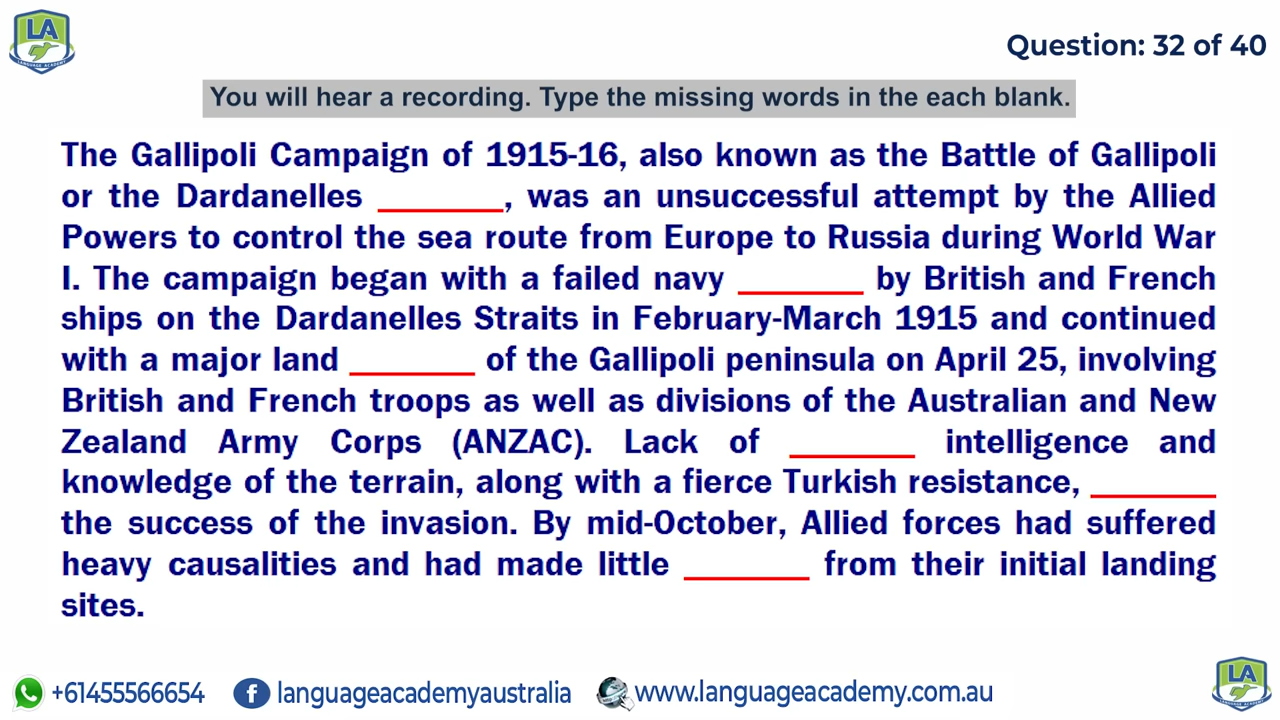 LA
LANGUAGE ACADEMY
Question: 32 of 40
You will hear a recording. Type the missing words in the each blank.
The Gallipoli Campaign of 1915-16, also known as the Battle of Gallipoli
or the Dardanelles ________, was an unsuccessful attempt by the Allied
Powers to control the sea route from Europe to Russia during World War
I. The campaign began with a failed navy ________ by British and French
ships on the Dardanelles Straits in February-March 1915 and continued
with a major land ________ of the Gallipoli peninsula on April 25, involving
British and French troops as well as divisions of the Australian and New
Zealand Army Corps (ANZAC). Lack of ________ intelligence and
knowledge of the terrain, along with a fierce Turkish resistance, ________
the success of the invasion. By mid-October, Allied forces had suffered
heavy causalities and had made little ________ from their initial landing
sites.
+61455566654 f languageacademyaustralia www.languageacademy.com.au
LA
LANGUAGE ACADEMY